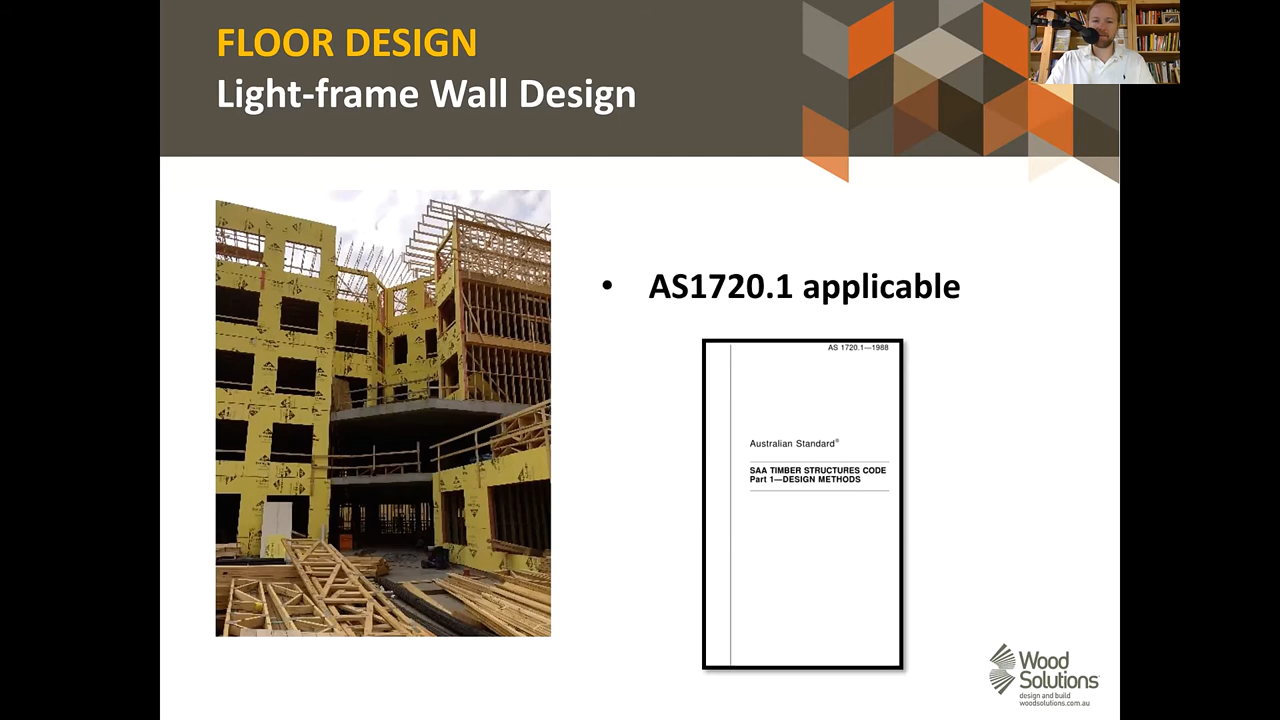 FLOOR DESIGN
Light-frame Wall Design
• AS1720.1 applicable
AS 1720.1—1988
Australian Standard®
SAA TIMBER STRUCTURES CODE
Part 1—DESIGN METHODS
Wood
Solutions
design and build
woodsolutions.com.au